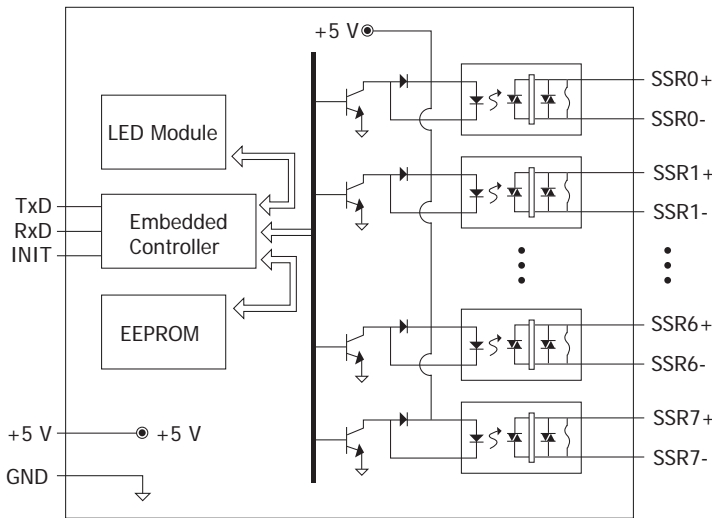 +5 V
SSR0+
LED Module
SSR0-
SSR1+
TxD
RxD
INIT
Embedded
Controller
SSR1-
EEPROM
SSR6+
SSR6-
+5 V
+5 V
SSR7+
GND
SSR7-